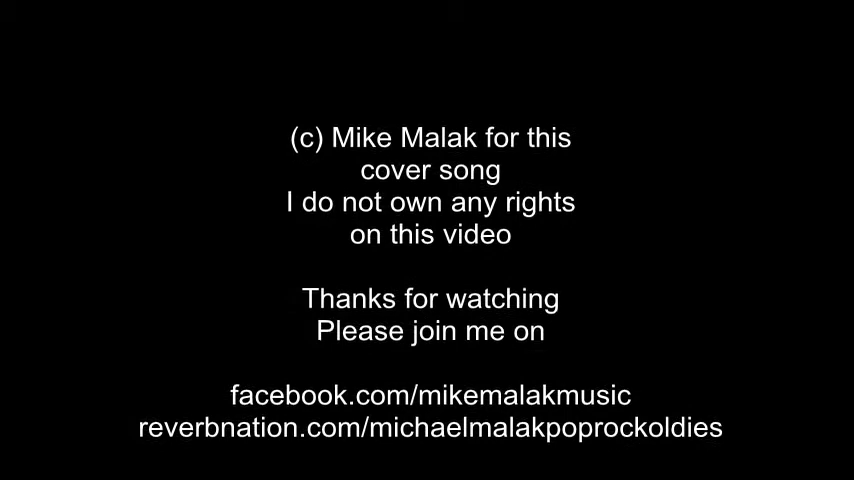 (c) Mike Malak for this
cover song
I do not own any rights
on this video
Thanks for watching
Please join me on
facebook.com/mikemalakmusic
reverbnation.com/michaelmalakpoprockoldies